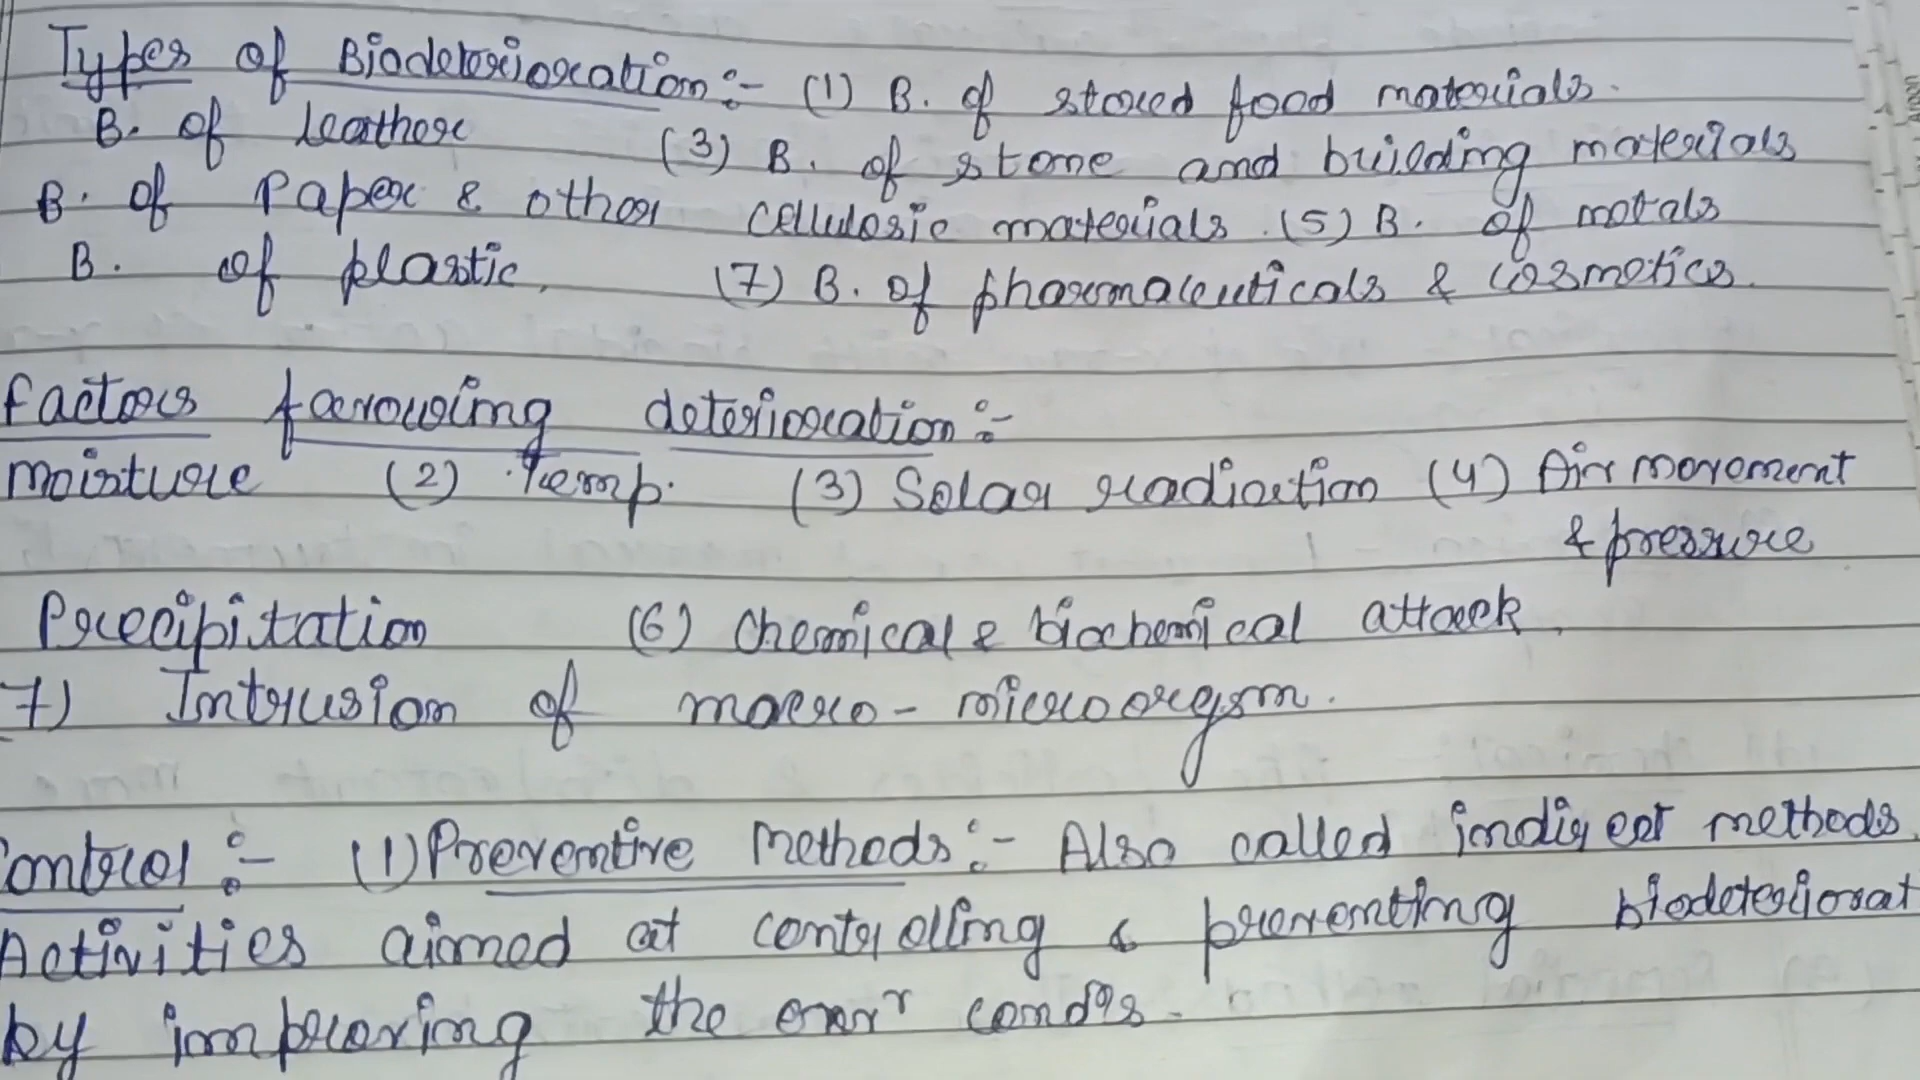 Types of Biodeterioration :- (1) B. of stored food materials.
B. of leather (3) B. of stone and building materials
B. of Paper & other cellulosic materials. (5) B. of metals
B. of plastic, (7) B. of pharmaceuticals & cosmetics.
factors favouring deterioration :-
moisture (2) Temp. (3) Solar radiation (4) Air movement
& pressure
Precipitation (6) Chemical & biochemical attack.
7) Intrusion of macro-microorgsm.
ontrol :- (1) Preventive Methods :- Also called indirect methods.
Activities aimed at controlling & preventing biodeteriorat
by improving the envr conds.